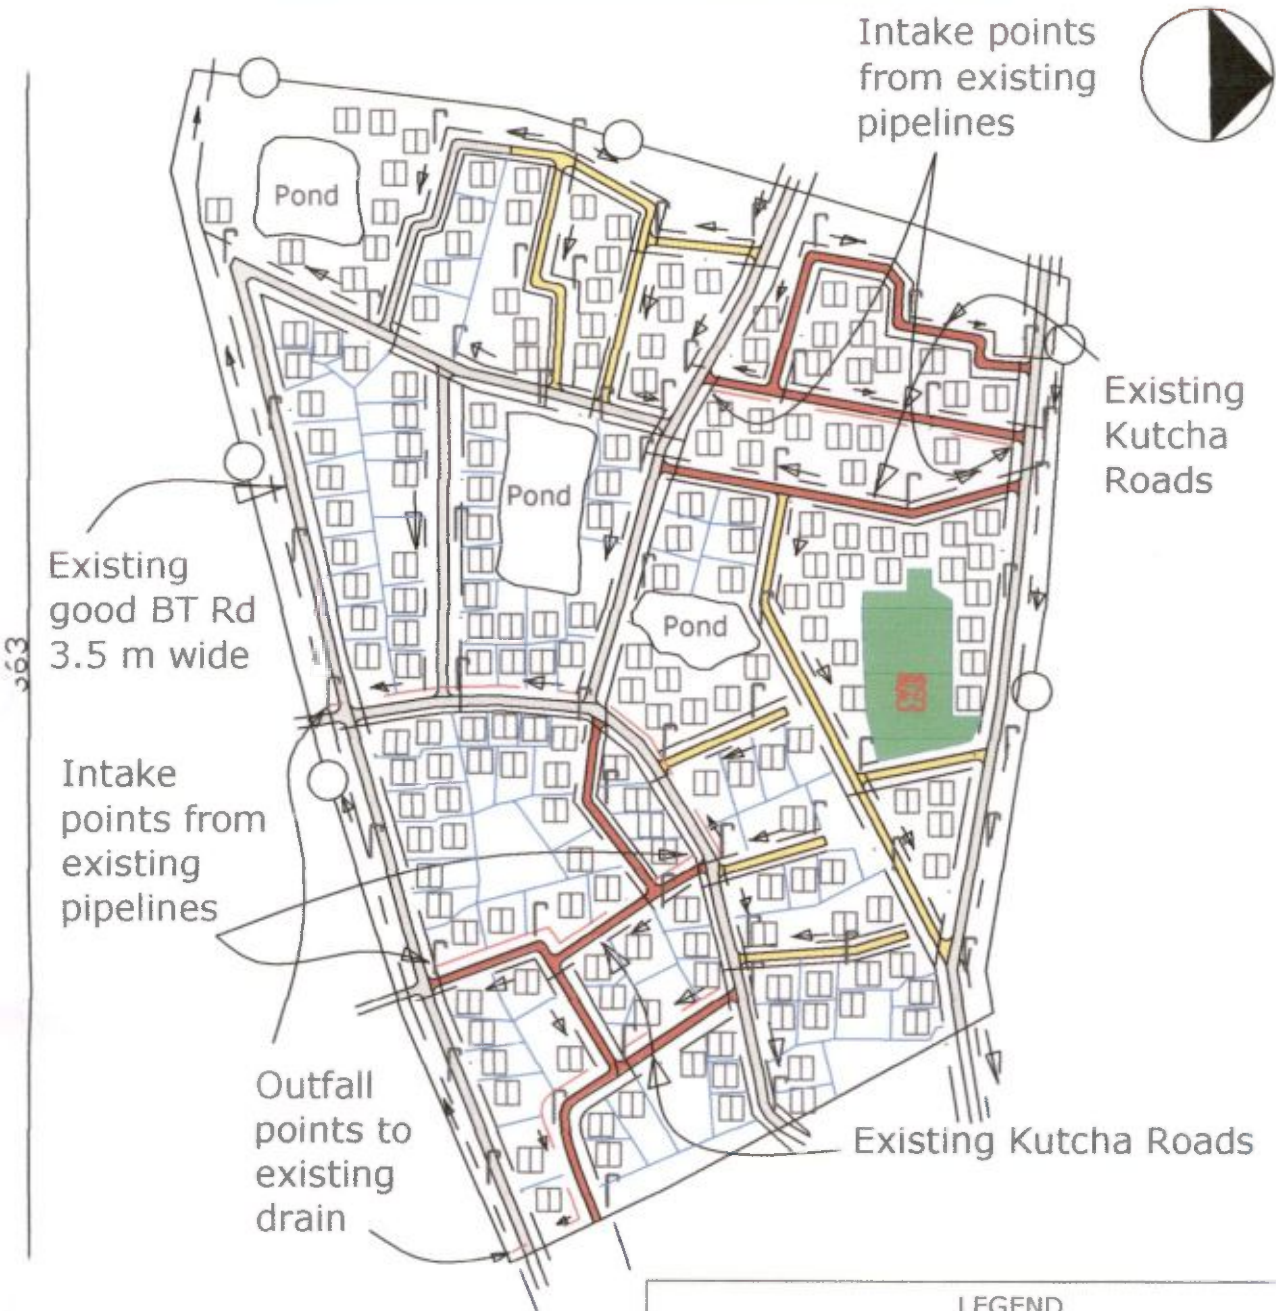 Intake points
from existing
pipelines
Pond
Existing
Kutcha
Roads
Pond
Existing
good BT Rd
3.5 m wide
363
Pond
Intake
points from
existing
pipelines
Outfall
points to
existing
drain
Existing Kutcha Roads
LEGEND